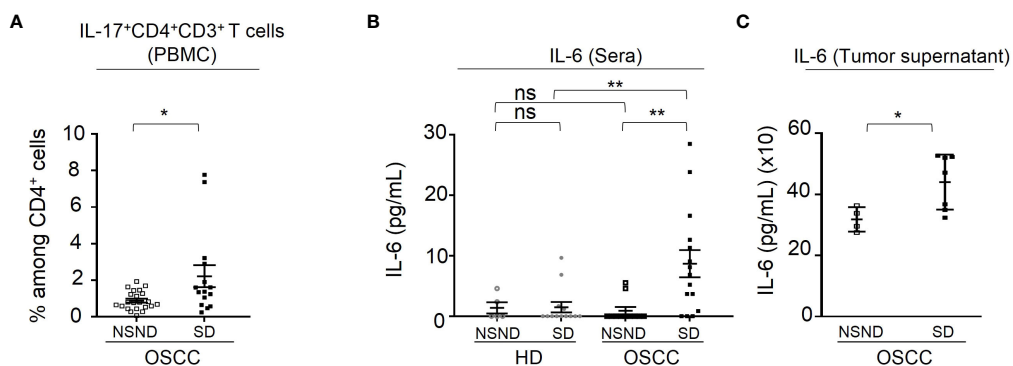 A
IL-17+CD4+CD3+ T cells
(PBMC)
*
% among CD4+ cells
10
8
6
4
2
0
NSND SD
OSCC
B
IL-6 (Sera)
**
ns
ns
**
IL-6 (pg/mL)
30
20
10
0
NSND SD NSND SD
HD OSCC
C
IL-6 (Tumor supernatant)
*
IL-6 (pg/mL) (x10)
60
40
20
0
NSND SD
OSCC